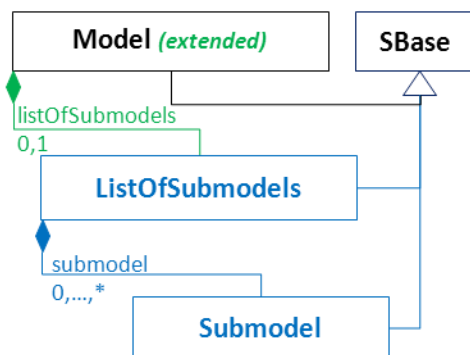 Model (extended)
SBase
listOfSubmodels
0,1
ListOfSubmodels
submodel
0,...,*
Submodel